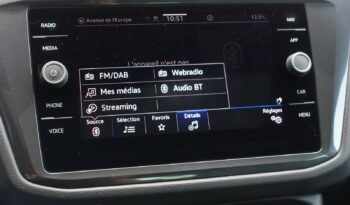 RADIO
MEDIA
PHONE
VOICE
Avenue de l'Europe
10:51
12.5°c
L'appareil n'est pas
FM/DAB
Webradio
Mes médias
Audio BT
Streaming
Source
Sélection
Favoris
Détails
Réglages
NAV
APP
CAR
MENU